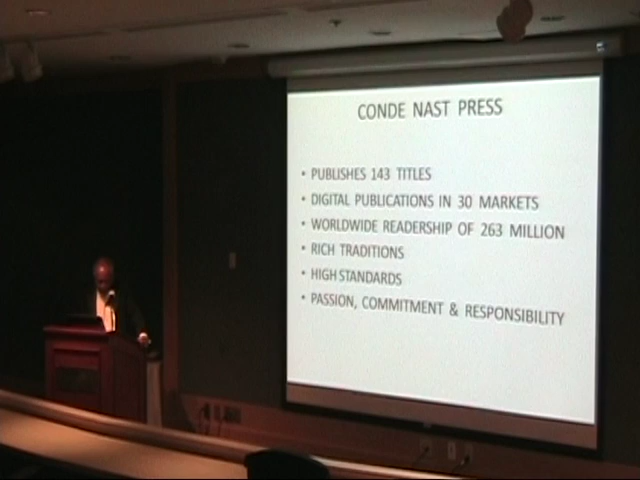 CONDE NAST PRESS
• PUBLISHES 143 TITLES
• DIGITAL PUBLICATIONS IN 30 MARKETS
• WORLDWIDE READERSHIP OF 263 MILLION
• RICH TRADITIONS
• HIGH STANDARDS
• PASSION, COMMITMENT & RESPONSIBILITY